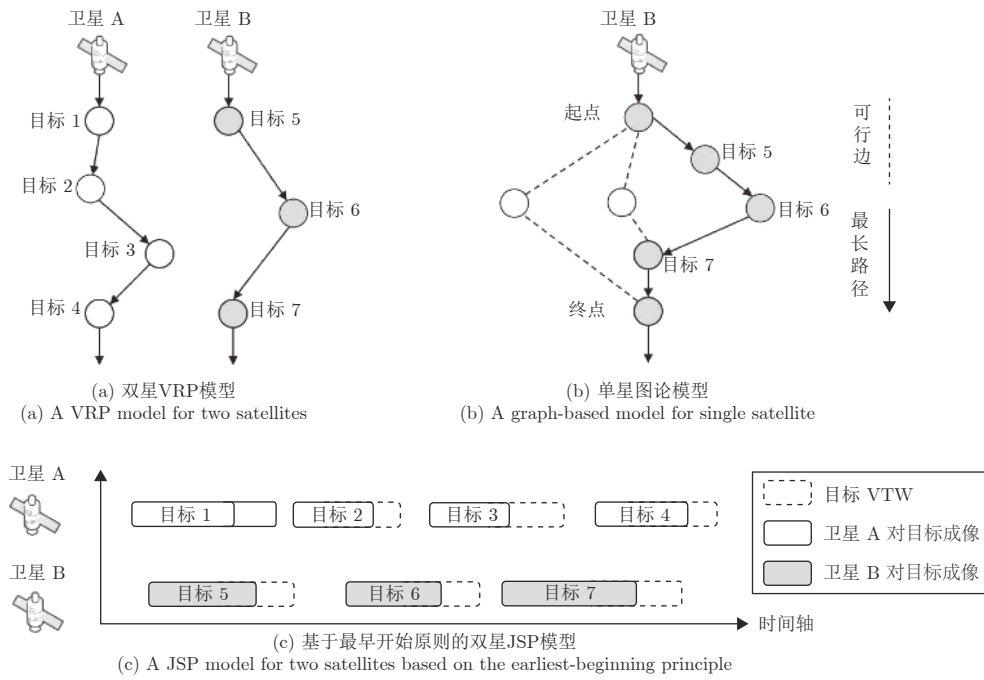 卫星 A
卫星 B
目标 1
目标 2
目标 3
目标 4
目标 5
目标 6
目标 7
(a) 双星VRP模型
(a) A VRP model for two satellites
卫星 B
起点
目标 5
目标 6
目标 7
终点
可行边
最长路径
(b) 单星图论模型
(b) A graph-based model for single satellite
卫星 A
目标 1
目标 2
目标 3
目标 4
卫星 B
目标 5
目标 6
目标 7
时间轴
目标 VTW
卫星 A 对目标成像
卫星 B 对目标成像
(c) 基于最早开始原则的双星JSP模型
(c) A JSP model for two satellites based on the earliest-beginning principle